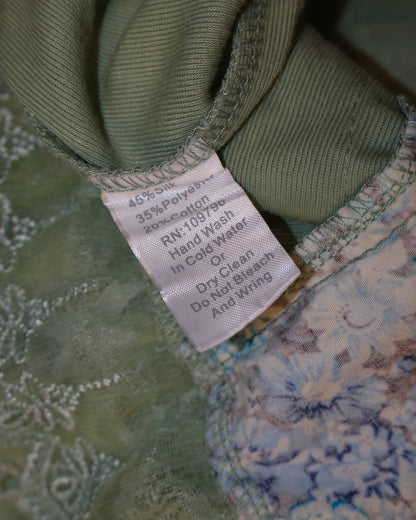 45% Silk
35% Polyester
20% Cotton
RN:109786
Hand Wash
In Cold Water
Or
Dry Clean
Do Not Bleach
And Wring